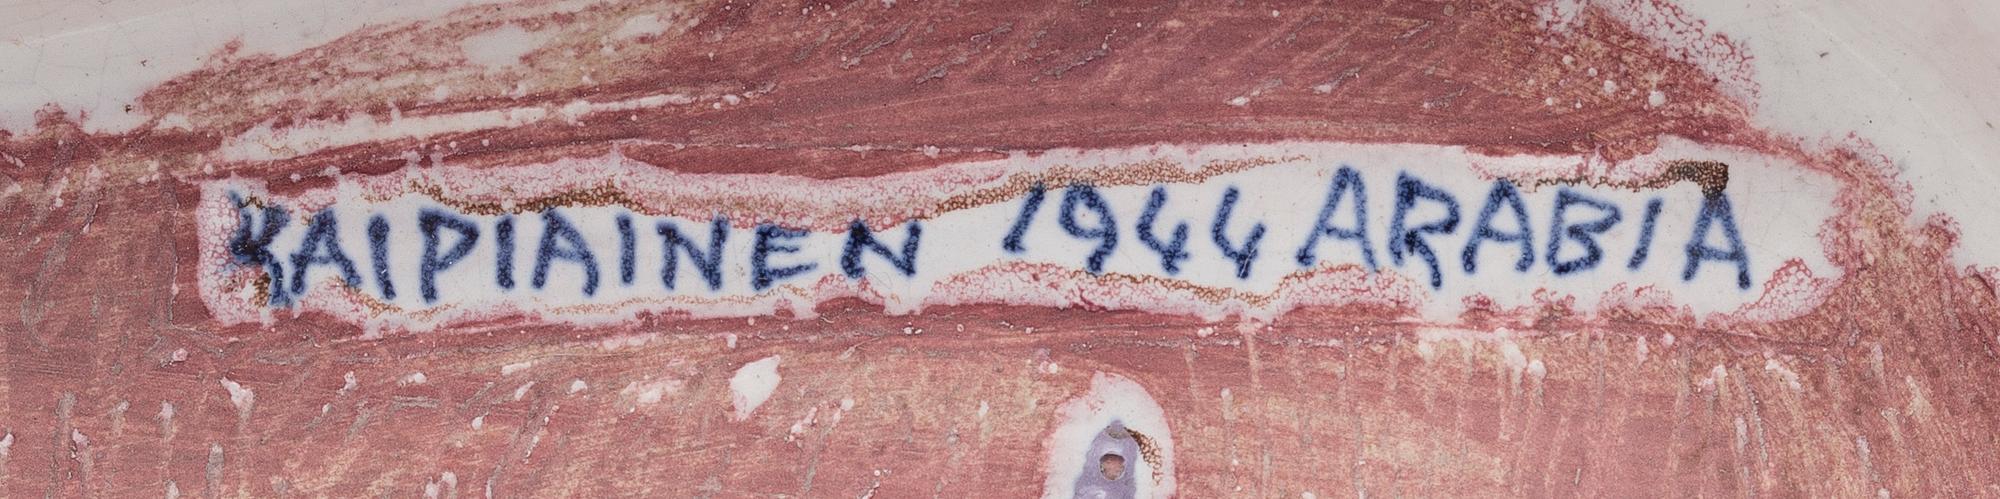 KAIPIAINEN 1944 ARABIA